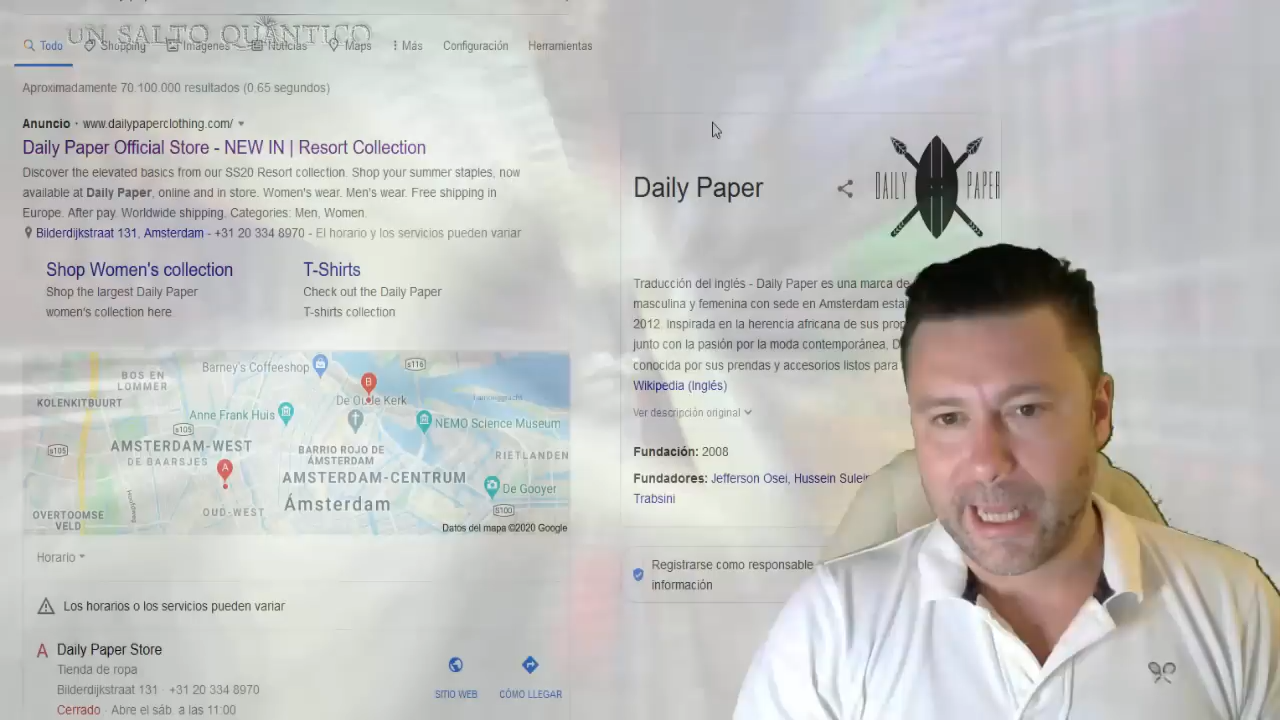 UN SALTO QUÁNTICO
Todo Shopping Imágenes Noticias Maps Más Configuración Herramientas
Aproximadamente 70.100.000 resultados (0.65 segundos)
Anuncio · www.dailypaperclothing.com/
Daily Paper Official Store - NEW IN | Resort Collection
Discover the elevated basics from our SS20 Resort collection. Shop your summer staples, now
available at Daily Paper, online and in store. Women's wear. Men's wear. Free shipping in
Europe. After pay. Worldwide shipping. Categories: Men, Women.
Bilderdijkstraat 131, Amsterdam - +31 20 334 8970 - El horario y los servicios pueden variar
Shop Women's collection
Shop the largest Daily Paper
women's collection here
T-Shirts
Check out the Daily Paper
T-shirts collection
Barney's Coffeeshop
s116
BOS EN
LOMMER
B
KOLENKITBUURT
De Oude Kerk
Anne Frank Huis
NEMO Science Museum
s105
s105
AMSTERDAM-WEST
BARRIO ROJO DE
ÁMSTERDAM
RIETLANDEN
DE BAARSJES
A
AMSTERDAM-CENTRUM
De Gooyer
Ámsterdam
OUD-WEST
s100
OVERTOOMSE
VELD
Datos del mapa ©2020 Google
Horario
Los horarios o los servicios pueden variar
A Daily Paper Store
Tienda de ropa
Bilderdijkstraat 131 · +31 20 334 8970
Cerrado · Abre el sáb. a las 11:00
SITIO WEB
CÓMO LLEGAR
Daily Paper
DAILY PAPER
Traducción del inglés - Daily Paper es una marca de
masculina y femenina con sede en Amsterdam
2012. Inspirada en la herencia africana de sus
junto con la pasión por la moda contemporánea,
conocida por sus prendas y accesorios listos para
Wikipedia (Inglés)
Ver descripción original
Fundación: 2008
Fundadores: Jefferson Osei, Hussein
Trabsini
Registrarse como responsable
información